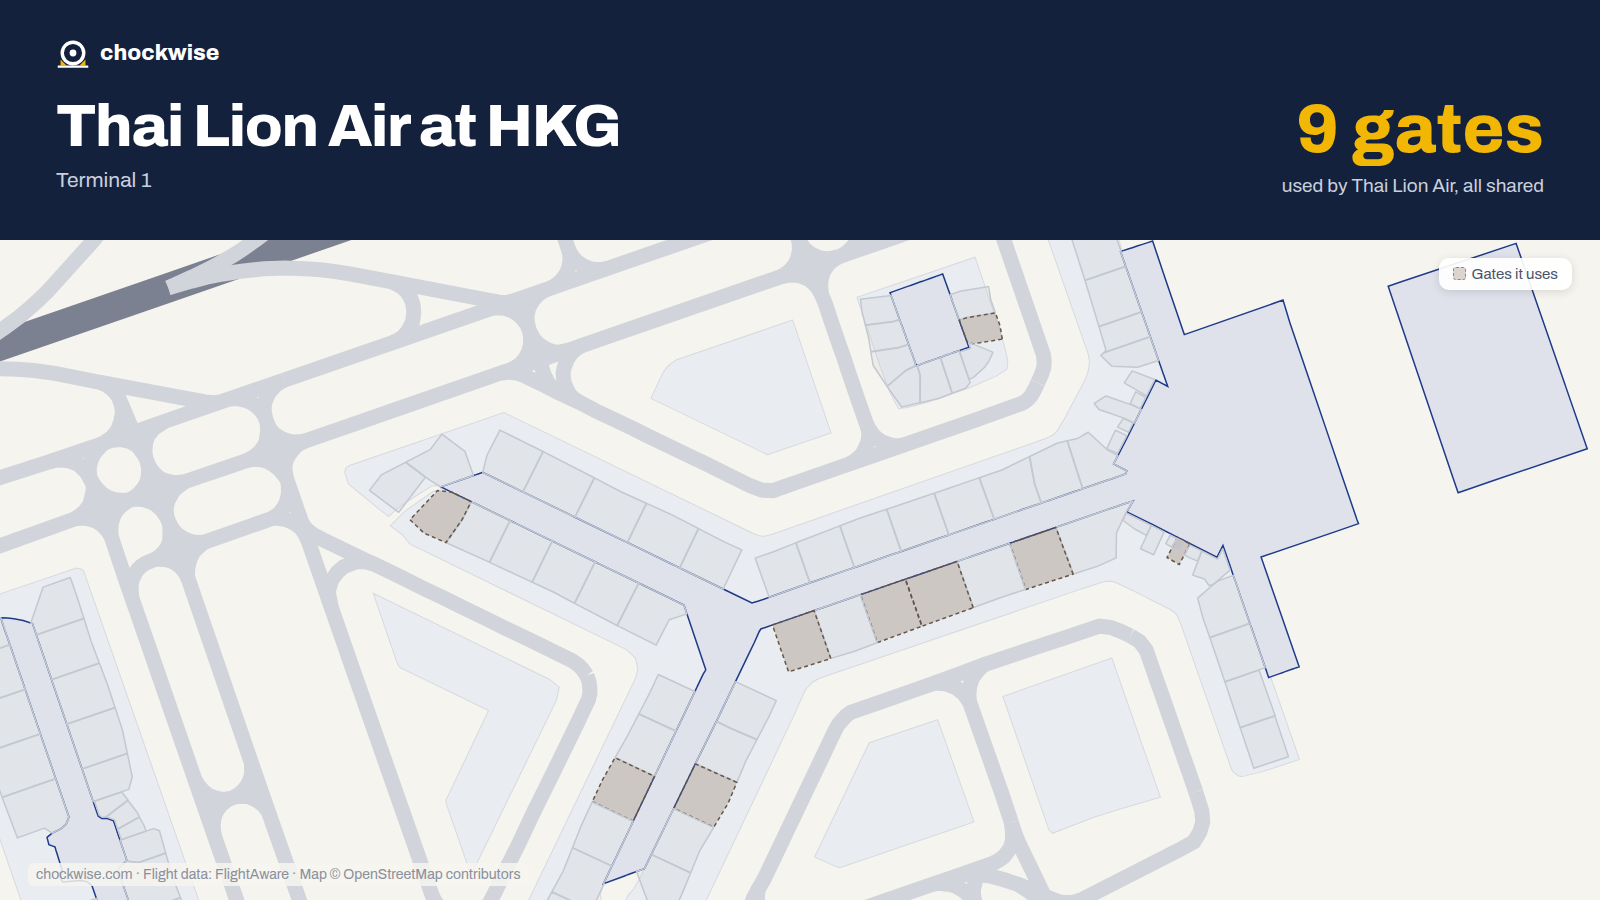 chockwise
Thai Lion Air at HKG
Terminal 1
9 gates
used by Thai Lion Air, all shared
Gates it uses
chockwise.com · Flight data: FlightAware · Map © OpenStreetMap contributors